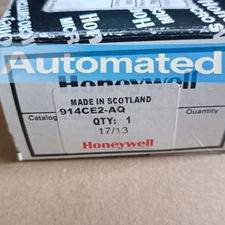 Automated
Honeywell
MADE IN SCOTLAND
Catalog
914CE2-AQ
Quantity
QTY: 1
17/13
Honeywell